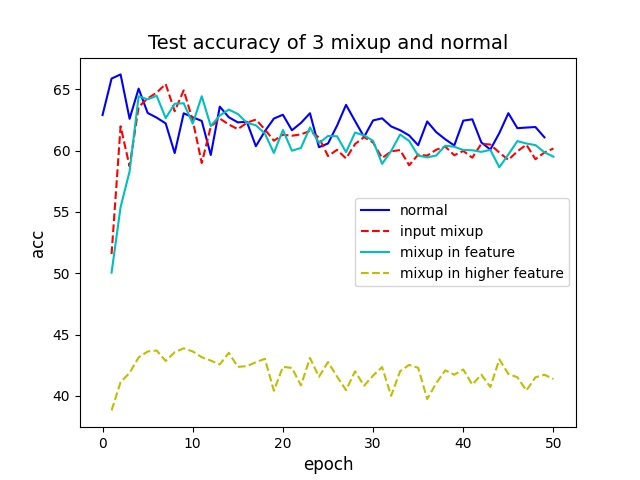 Test accuracy of 3 mixup and normal
65
60
55
50
45
40
acc
normal
input mixup
mixup in feature
mixup in higher feature
0 10 20 30 40 50
epoch